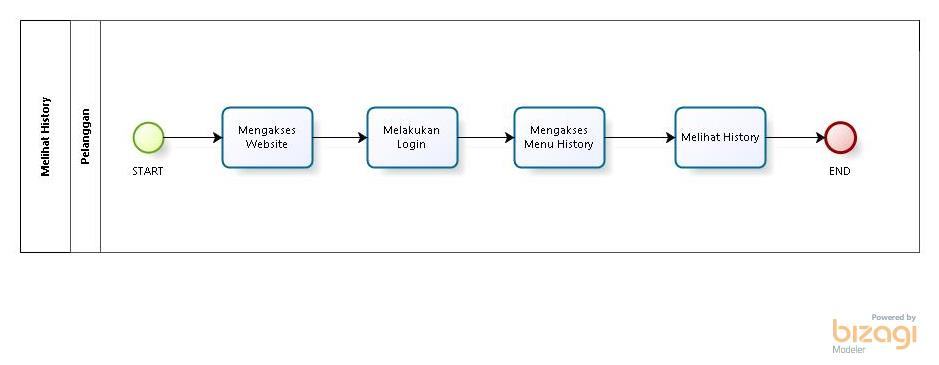 Melihat History
Pelanggan
START
Mengakses
Website
Melakukan
Login
Mengakses
Menu History
Melihat History
END
Powered by
bizagi
Modeler